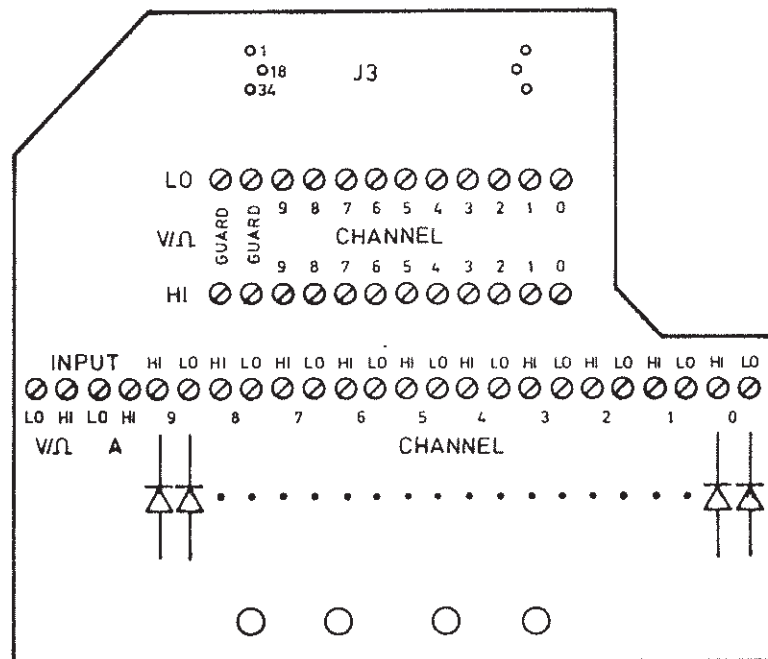 1
18
J3
34
LO
GUARD GUARD 9 8 7 6 5 4 3 2 1 0
V/Ω CHANNEL
9 8 7 6 5 4 3 2 1 0
HI
INPUT HI LO HI LO HI LO HI LO HI LO HI LO HI LO HI LO HI LO HI LO
LO HI LO HI 9 8 7 6 5 4 3 2 1 0
V/Ω A CHANNEL